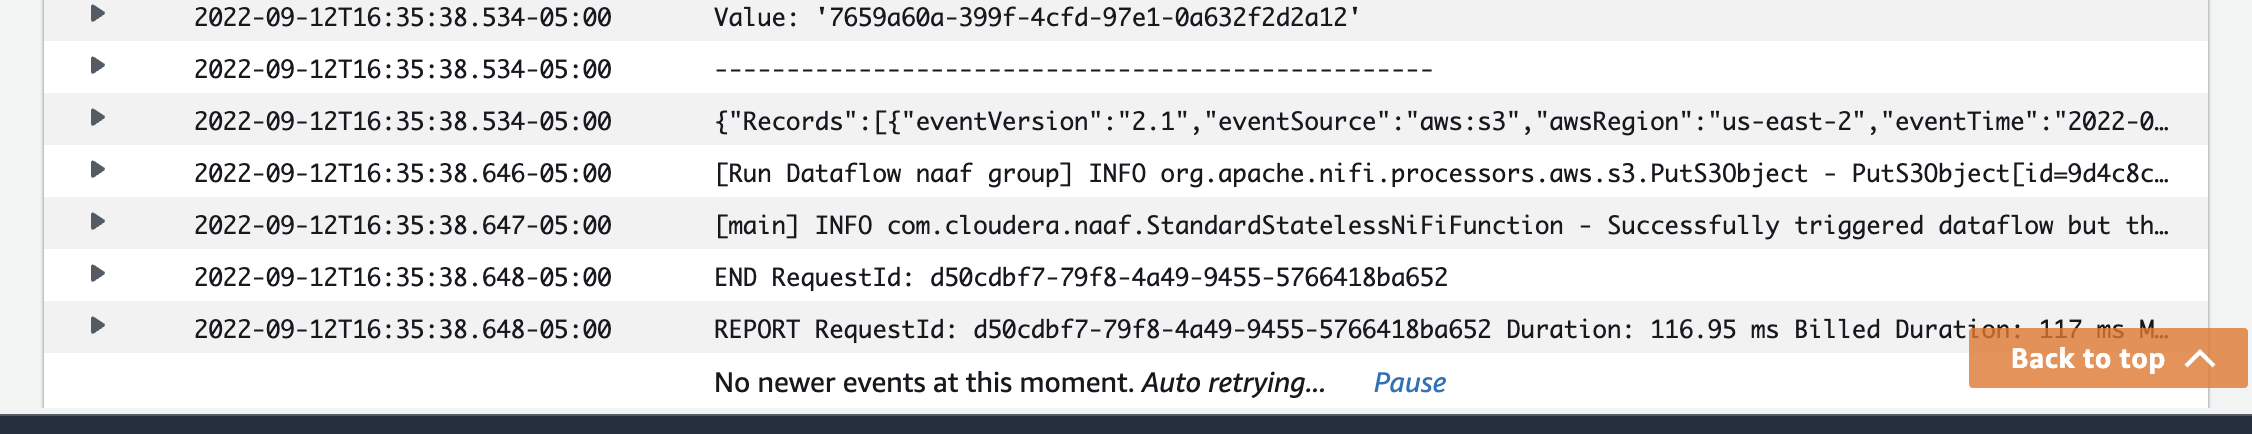 2022-09-12T16:35:38.534-05:00 Value: '7659a60a-399f-4cfd-97e1-0a632f2d2a12'
2022-09-12T16:35:38.534-05:00 --------------------------------------------------
2022-09-12T16:35:38.534-05:00 {"Records":[{"eventVersion":"2.1","eventSource":"aws:s3","awsRegion":"us-east-2","eventTime":"2022-0…
2022-09-12T16:35:38.646-05:00 [Run Dataflow naaf group] INFO org.apache.nifi.processors.aws.s3.PutS3Object - PutS3Object[id=9d4c8c…
2022-09-12T16:35:38.647-05:00 [main] INFO com.cloudera.naaf.StandardStatelessNiFiFunction - Successfully triggered dataflow but th…
2022-09-12T16:35:38.648-05:00 END RequestId: d50cdbf7-79f8-4a49-9455-5766418ba652
2022-09-12T16:35:38.648-05:00 REPORT RequestId: d50cdbf7-79f8-4a49-9455-5766418ba652 Duration: 116.95 ms Billed Duration: 117 ms M…
Back to top
No newer events at this moment. Auto retrying... Pause